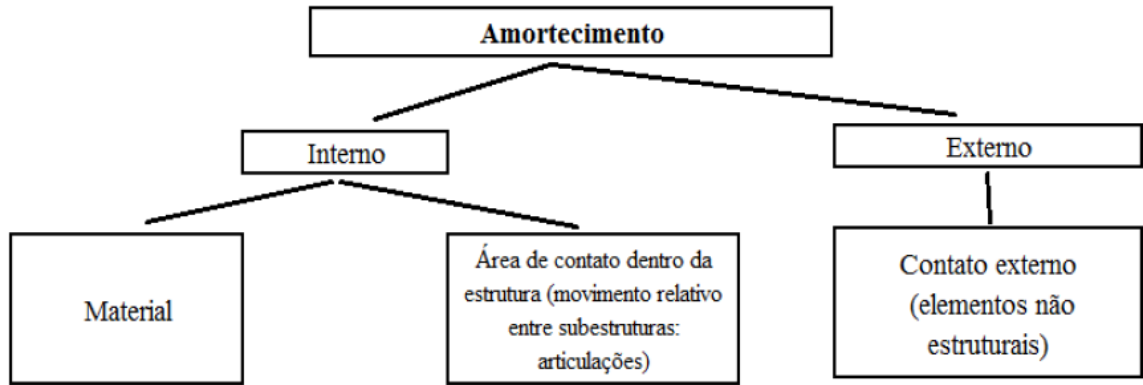 Amortecimento
Interno
Externo
Material
Área de contato dentro da
estrutura (movimento relativo
entre subestruturas:
articulações)
Contato externo
(elementos não
estruturais)